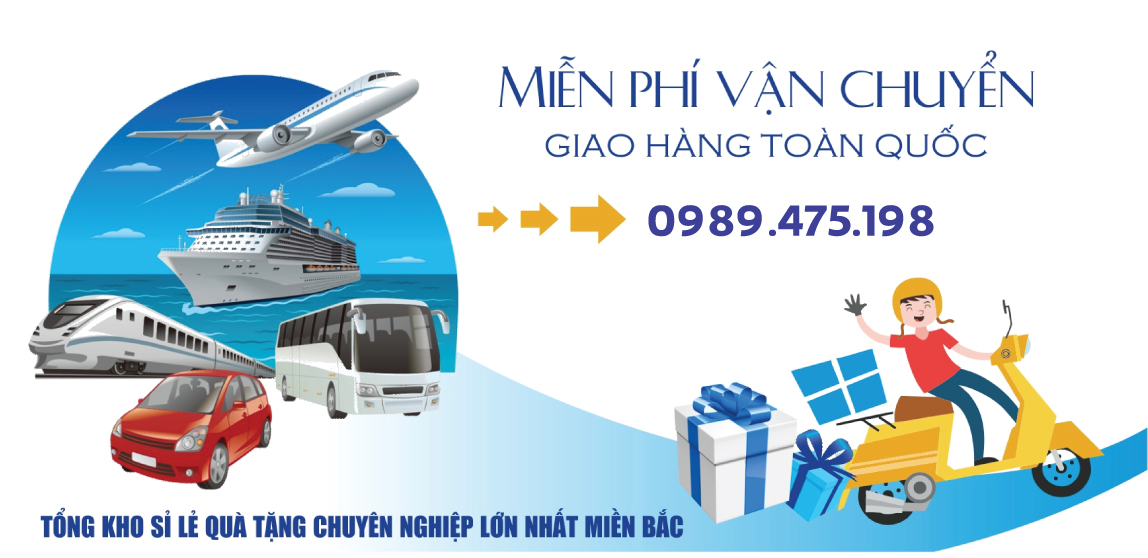 MIỄN PHÍ VẬN CHUYỂN
GIAO HÀNG TOÀN QUỐC
0989.475.198
TỔNG KHO SỈ LẺ QUÀ TẶNG CHUYÊN NGHIỆP LỚN NHẤT MIỀN BẮC